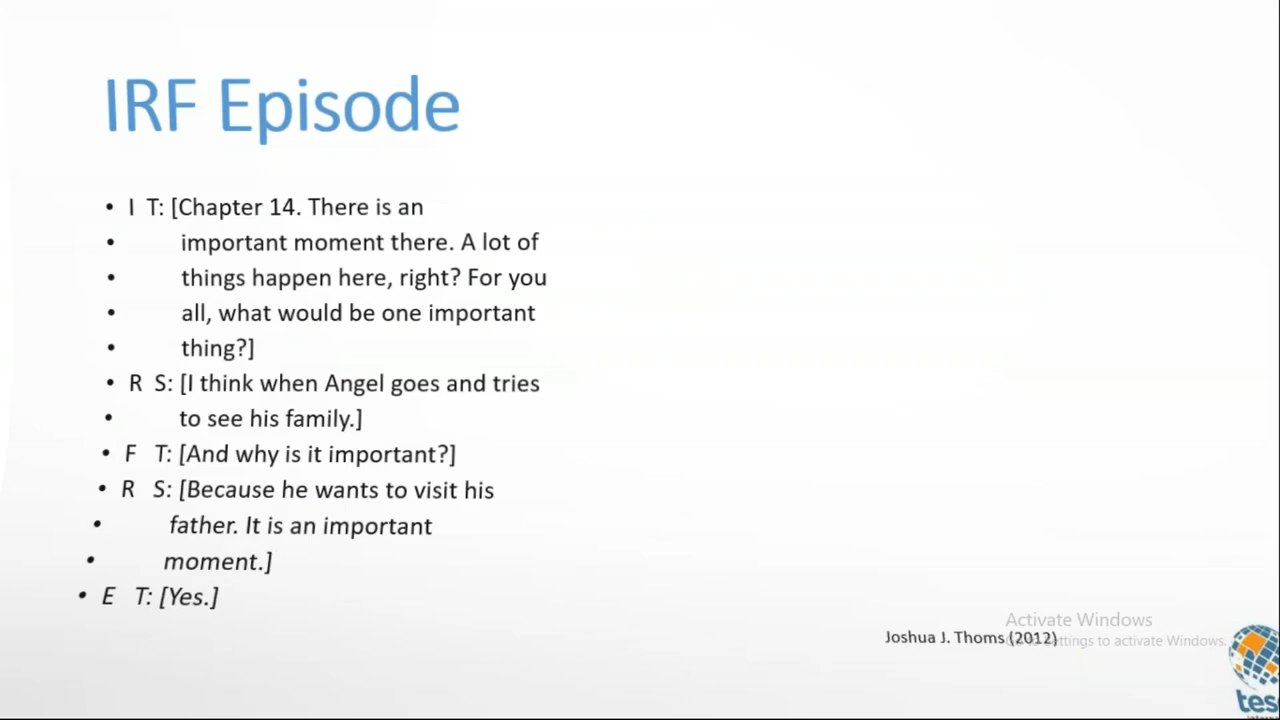 IRF Episode
• I T: [Chapter 14. There is an
• important moment there. A lot of
• things happen here, right? For you
• all, what would be one important
• thing?]
• R S: [I think when Angel goes and tries
• to see his family.]
• F T: [And why is it important?]
• R S: [Because he wants to visit his
• father. It is an important
• moment.]
• E T: [Yes.]
Activate Windows
Joshua J. Thoms (2012)
to activate Windows.
tes